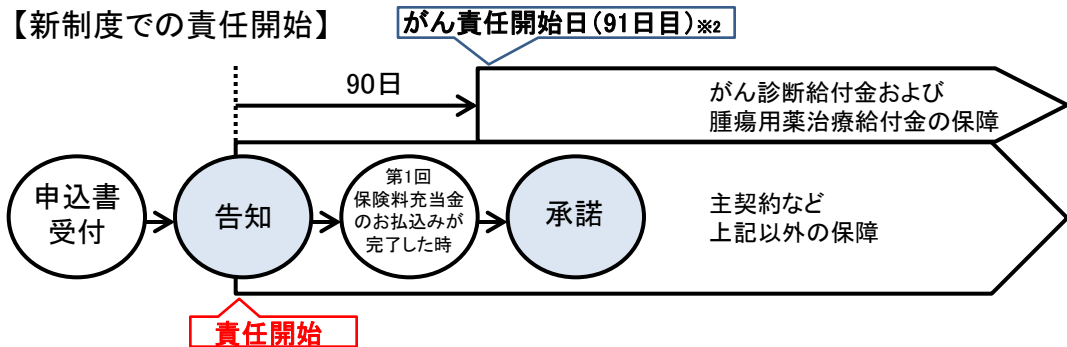 【新制度での責任開始】
がん責任開始日(91日目)※2
90日
がん診断給付金および
腫瘍用薬治療給付金の保障
申込書
受付
告知
第1回
保険料充当金
のお払込みが
完了した時
承諾
主契約など
上記以外の保障
責任開始